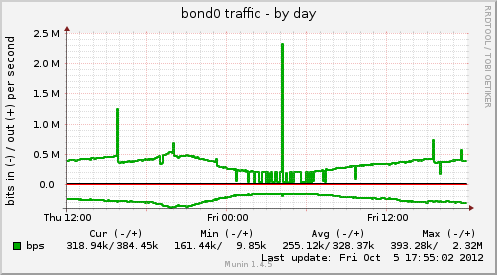 bond0 traffic - by day
RRDTOOL / TOBI OETIKER
bits in (-) / out (+) per second
2.5 M
2.0 M
1.5 M
1.0 M
0.5 M
0.0
Thu 12:00 Fri 00:00 Fri 12:00
Cur (-/+) Min (-/+) Avg (-/+) Max (-/+)
bps 318.94k/384.45k 161.44k/ 9.85k 255.12k/328.37k 393.28k/ 2.32M
Last update: Fri Oct 5 17:55:02 2012
Munin 1.4.5